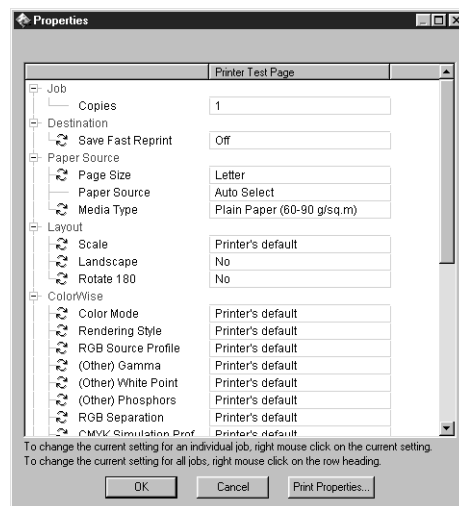 Properties
Printer Test Page
Job
Copies 1
Destination
Save Fast Reprint Off
Paper Source
Page Size Letter
Paper Source Auto Select
Media Type Plain Paper (60-90 g/sq.m)
Layout
Scale Printer's default
Landscape No
Rotate 180 No
ColorWise
Color Mode Printer's default
Rendering Style Printer's default
RGB Source Profile Printer's default
(Other) Gamma Printer's default
(Other) White Point Printer's default
(Other) Phosphors Printer's default
RGB Separation Printer's default
CMYK Simulation Prof Printer's default
To change the current setting for an individual job, right mouse click on the current setting.
To change the current setting for all jobs, right mouse click on the row heading.
OK Cancel Print Properties...